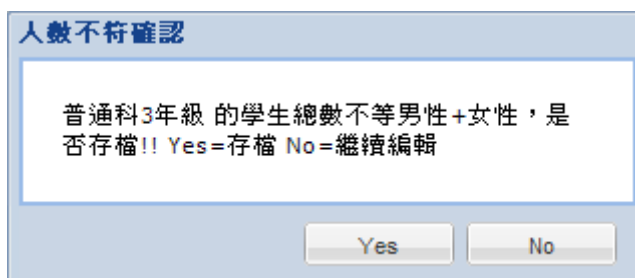 人數不符確認
普通科3年級 的學生總數不等男性+女性，是
否存檔!! Yes=存檔 No=繼續編輯
Yes
No